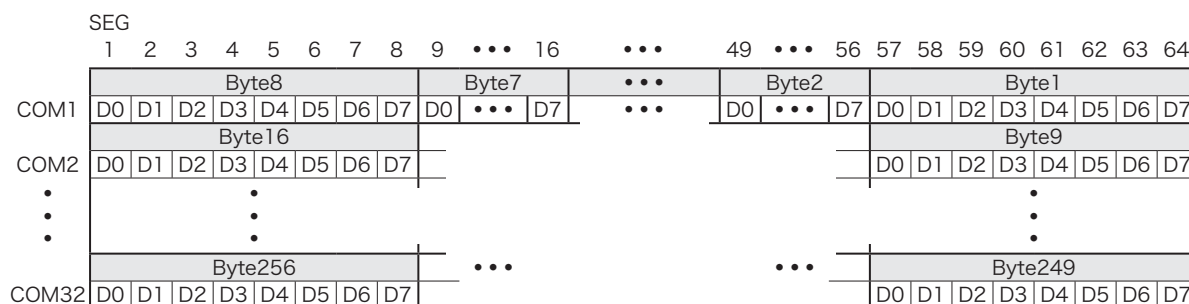 SEG
1 2 3 4 5 6 7 8 9 ••• 16 ••• 49 ••• 56 57 58 59 60 61 62 63 64
Byte8 Byte7 ••• Byte2 Byte1
COM1 D0 D1 D2 D3 D4 D5 D6 D7 D0 ••• D7 ••• D0 ••• D7 D0 D1 D2 D3 D4 D5 D6 D7
Byte16 Byte9
COM2 D0 D1 D2 D3 D4 D5 D6 D7 D0 D1 D2 D3 D4 D5 D6 D7
• • •
• • •
• • •
Byte256 ••• ••• Byte249
COM32 D0 D1 D2 D3 D4 D5 D6 D7 D0 D1 D2 D3 D4 D5 D6 D7